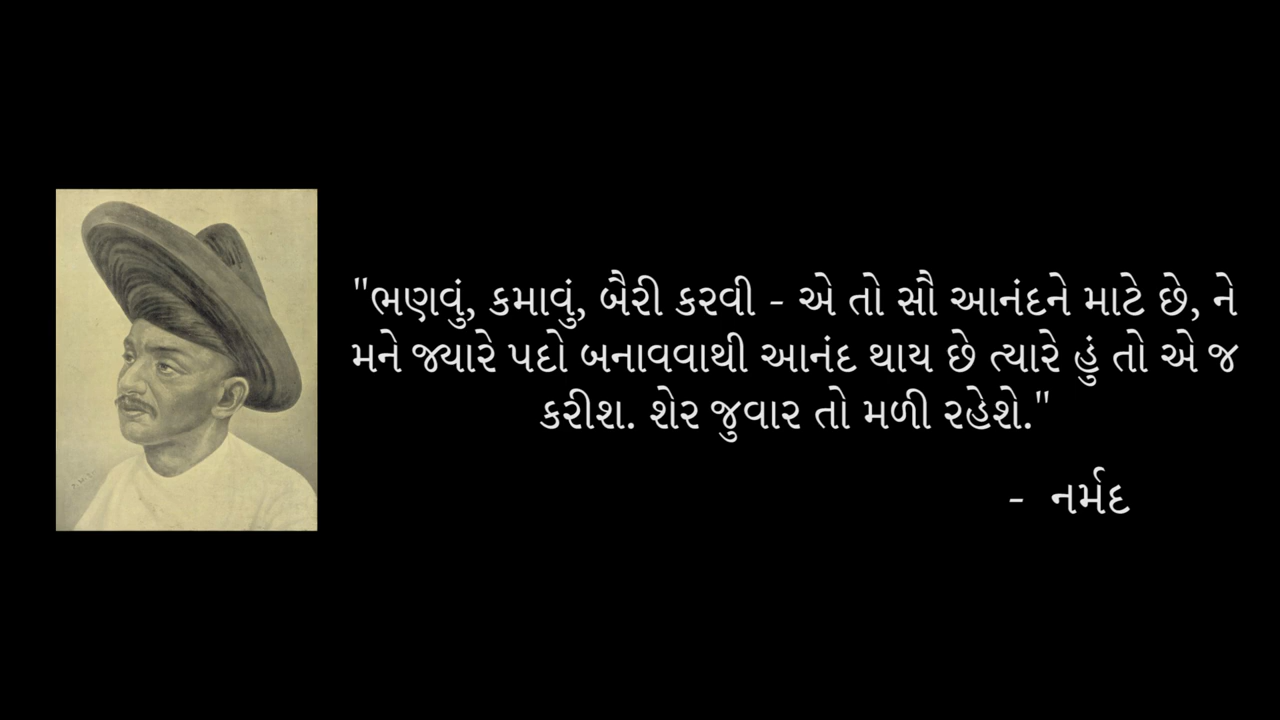 "ભણવું, કમાવું, બૈરી કરવી - એ તો સૌ આનંદને માટે છે, ને
મને જ્યારે પદો બનાવવાથી આનંદ થાય છે ત્યારે હું તો એ જ
કરીશ. શેર જુવાર તો મળી રહેશે."
- નર્મદ